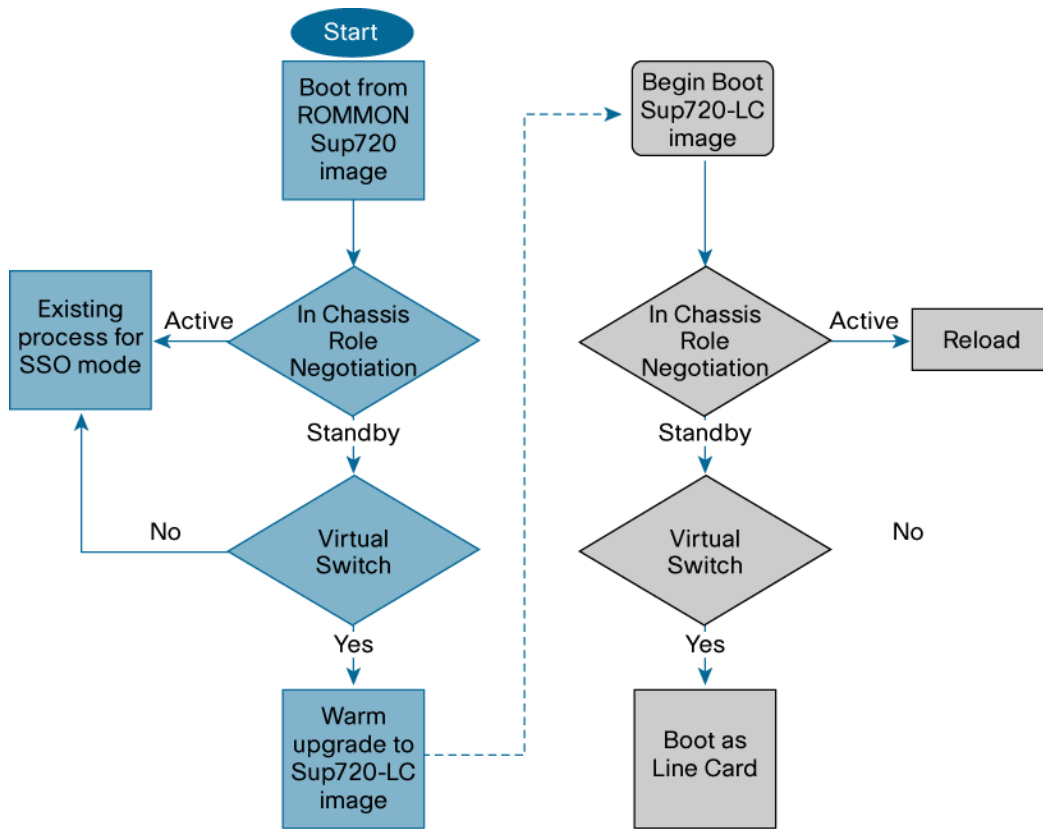 Start
Boot from
ROMMON
Sup720
image
Existing
process for
SSO mode
Active
In Chassis
Role
Negotiation
Standby
No
Virtual
Switch
Yes
Warm
upgrade to
Sup720-LC
image
Begin Boot
Sup720-LC
image
In Chassis
Role
Negotiation
Active
Reload
Standby
Virtual
Switch
No
Yes
Boot as
Line Card